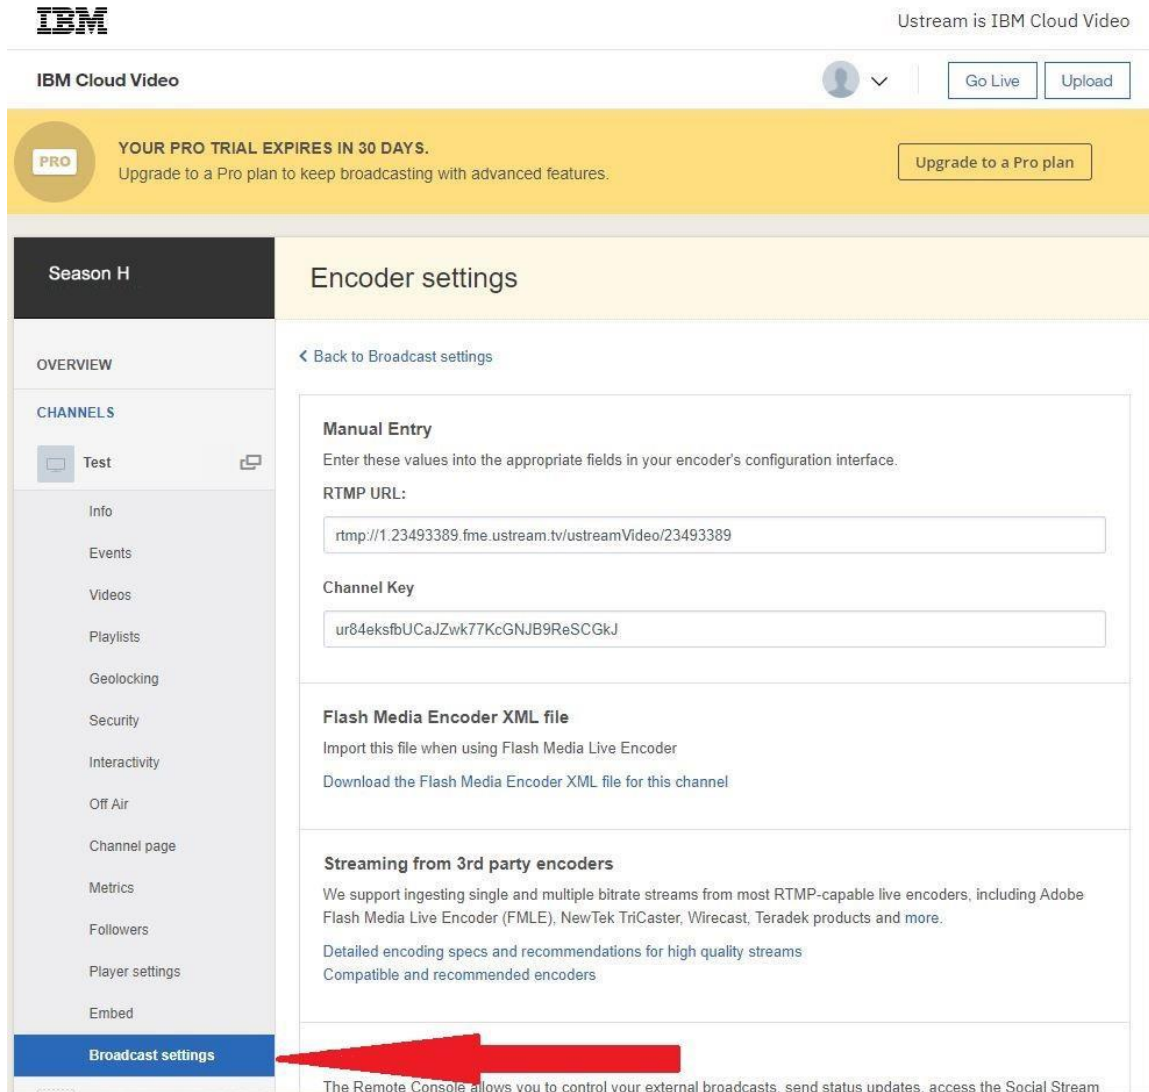 IBM
Ustream is IBM Cloud Video
IBM Cloud Video
Go Live
Upload
PRO
YOUR PRO TRIAL EXPIRES IN 30 DAYS.
Upgrade to a Pro plan to keep broadcasting with advanced features.
Upgrade to a Pro plan
Season H
Encoder settings
OVERVIEW
CHANNELS
Test
Info
Events
Videos
Playlists
Geolocking
Security
Interactivity
Off Air
Channel page
Metrics
Followers
Player settings
Embed
Broadcast settings
Back to Broadcast settings
Manual Entry
Enter these values into the appropriate fields in your encoder's configuration interface.
RTMP URL:
rtmp://1.23493389.fme.ustream.tv/ustreamVideo/23493389
Channel Key
ur84eksfbUCaJZwk77KcGNJB9ReSCGkJ
Flash Media Encoder XML file
Import this file when using Flash Media Live Encoder
Download the Flash Media Encoder XML file for this channel
Streaming from 3rd party encoders
We support ingesting single and multiple bitrate streams from most RTMP-capable live encoders, including Adobe
Flash Media Live Encoder (FMLE), NewTek TriCaster, Wirecast, Teradek products and more.
Detailed encoding specs and recommendations for high quality streams
Compatible and recommended encoders
The Remote Console allows you to control your external broadcasts, send status updates, access the Social Stream